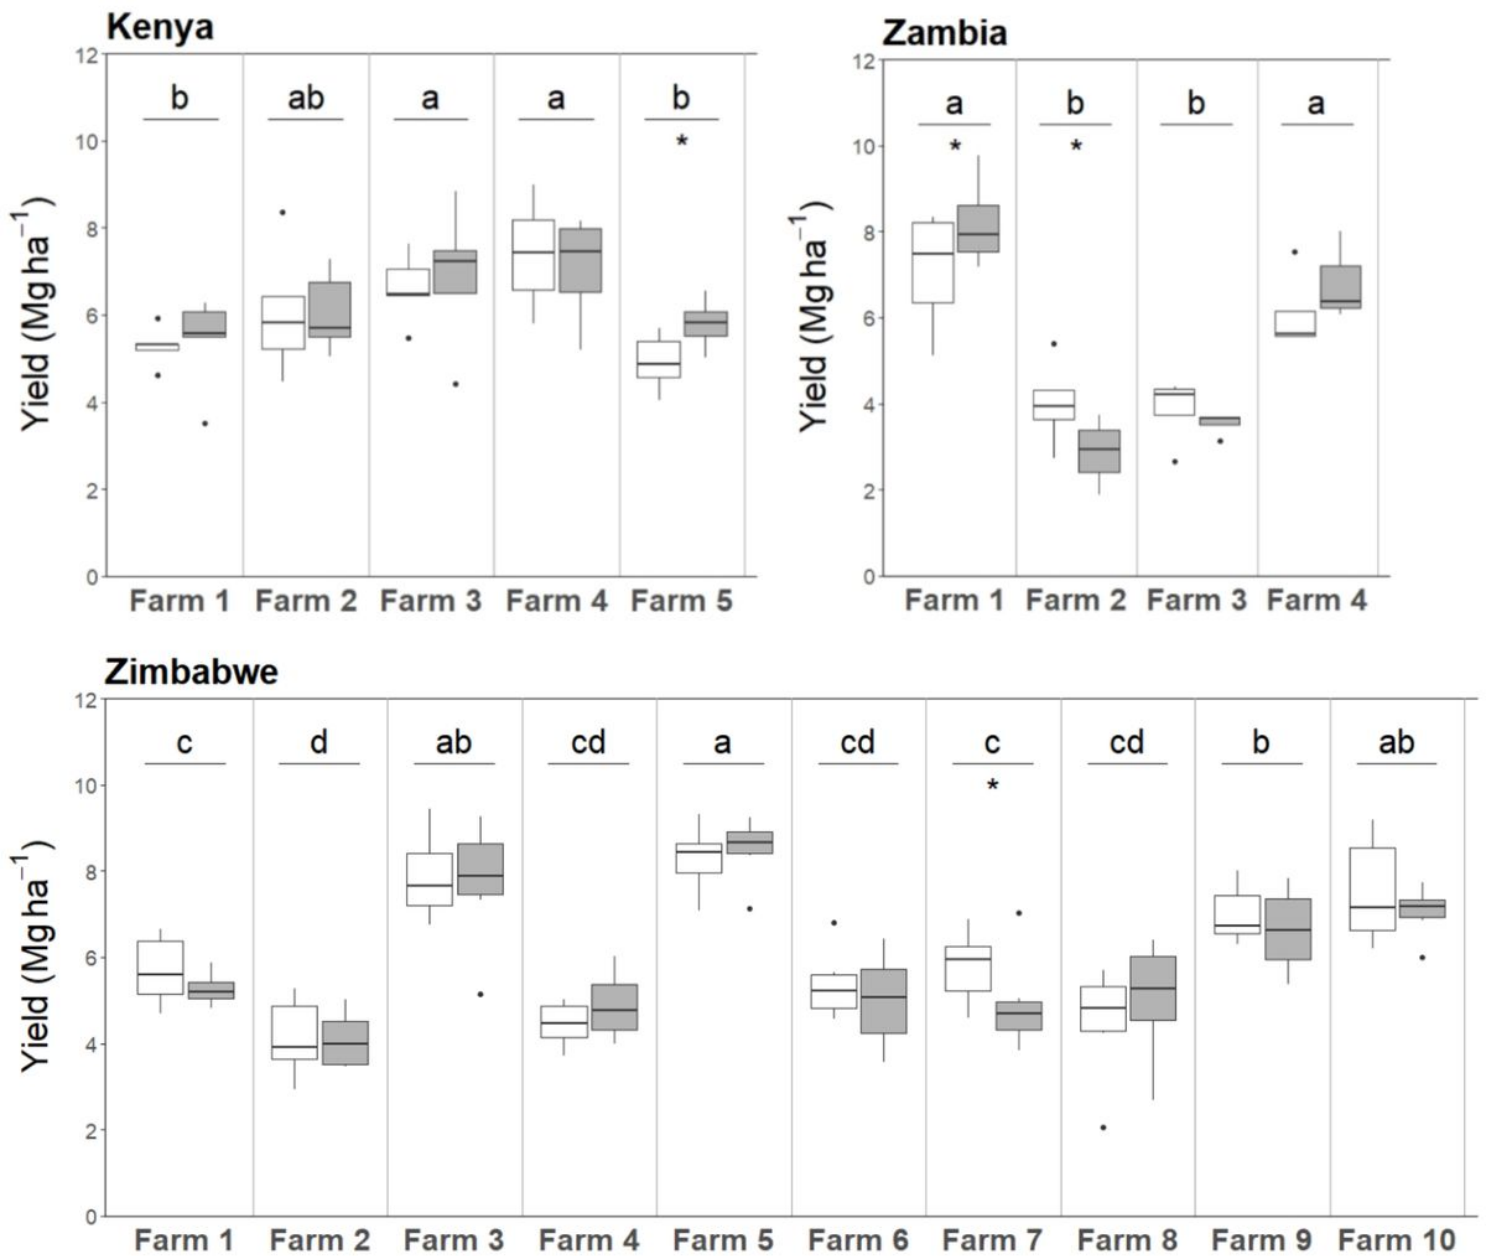 Kenya
12
b ab a a b
*
10
8
6
4
2
0
Yield (Mg ha⁻¹)
Farm 1 Farm 2 Farm 3 Farm 4 Farm 5
Zambia
12
a b b a
* *
10
8
6
4
2
0
Yield (Mg ha⁻¹)
Farm 1 Farm 2 Farm 3 Farm 4
Zimbabwe
12
c d ab cd a cd c cd b ab
*
10
8
6
4
2
0
Yield (Mg ha⁻¹)
Farm 1 Farm 2 Farm 3 Farm 4 Farm 5 Farm 6 Farm 7 Farm 8 Farm 9 Farm 10